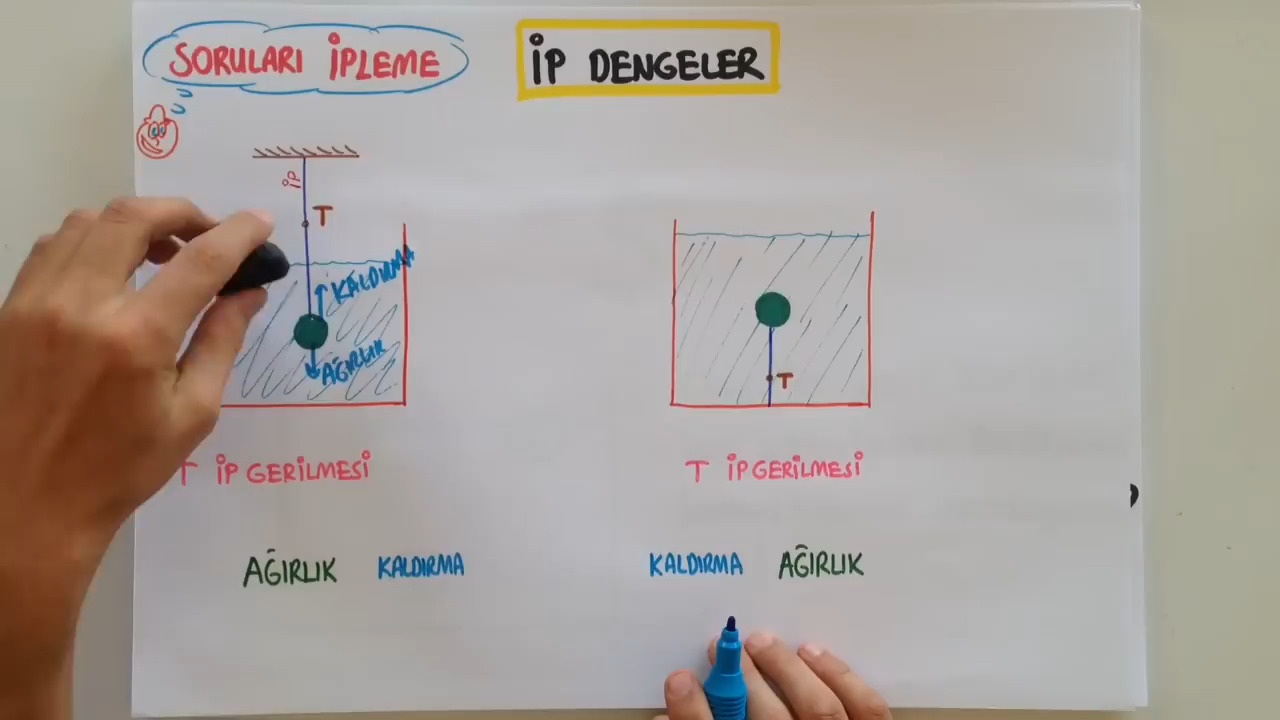 SORULARI İPLEME
İP DENGELER
İP
T
KALDIRMA
AĞIRLIK
T
T İP GERİLMESİ
T İP GERİLMESİ
AĞIRLIK KALDIRMA
KALDIRMA AĞIRLIK